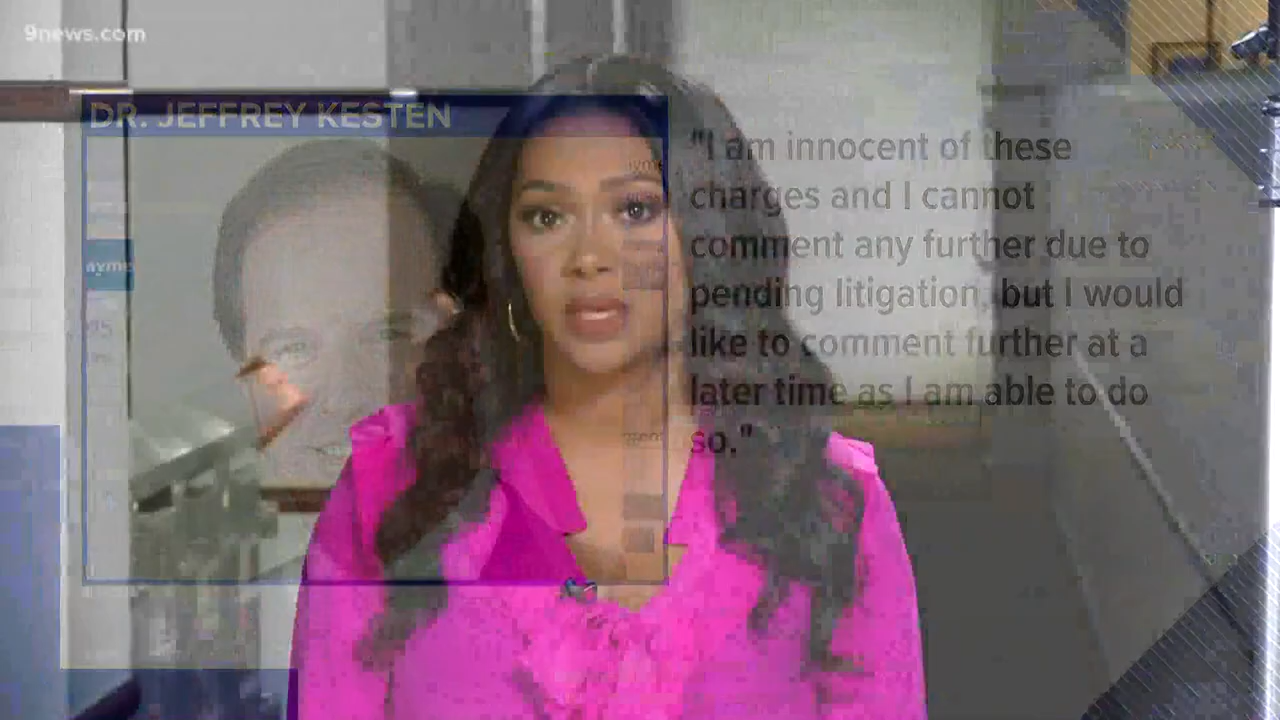 9news.com
DR. JEFFREY KESTEN
"I am innocent of these
charges and I cannot
comment any further due to
pending litigation, but I would
like to comment further at a
later time as I am able to do
so."